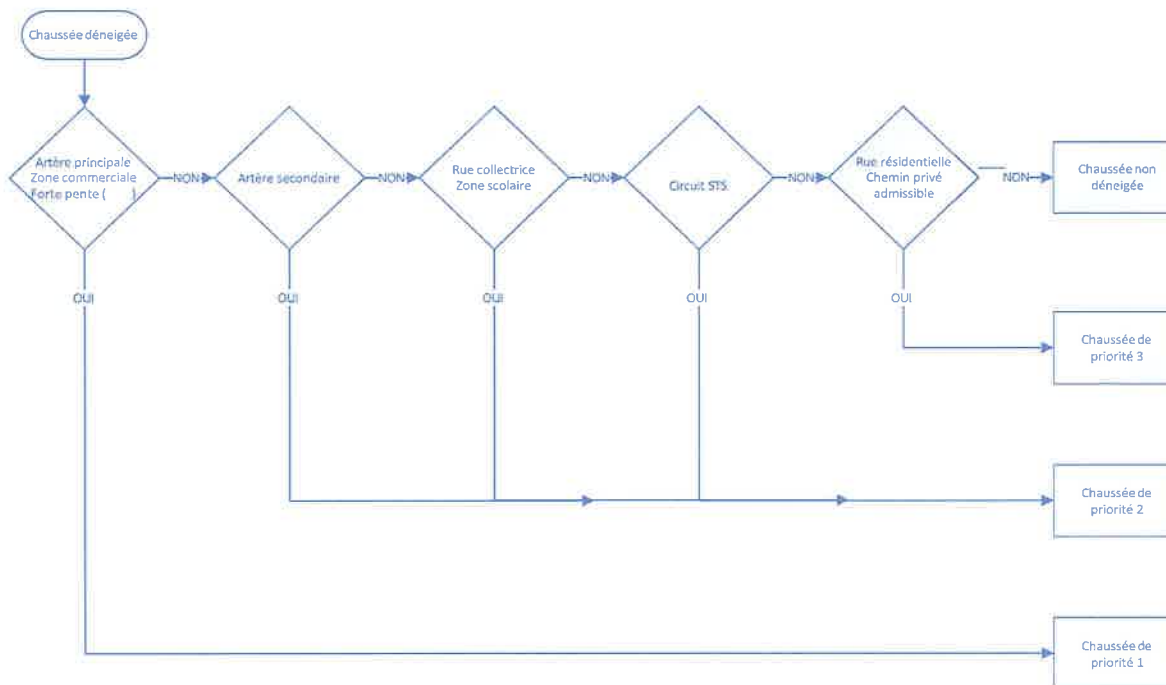 Chaussée déneigée
Artère principale
Zone commerciale
Forte pente ( )
NON
Artère secondaire
NON
Rue collectrice
Zone scolaire
NON
Circuit STS
NON
Rue résidentielle
Chemin privé
admissible
NON
Chaussée non
déneigée
OUI
OUI
OUI
OUI
OUI
Chaussée de
priorité 3
Chaussée de
priorité 2
Chaussée de
priorité 1